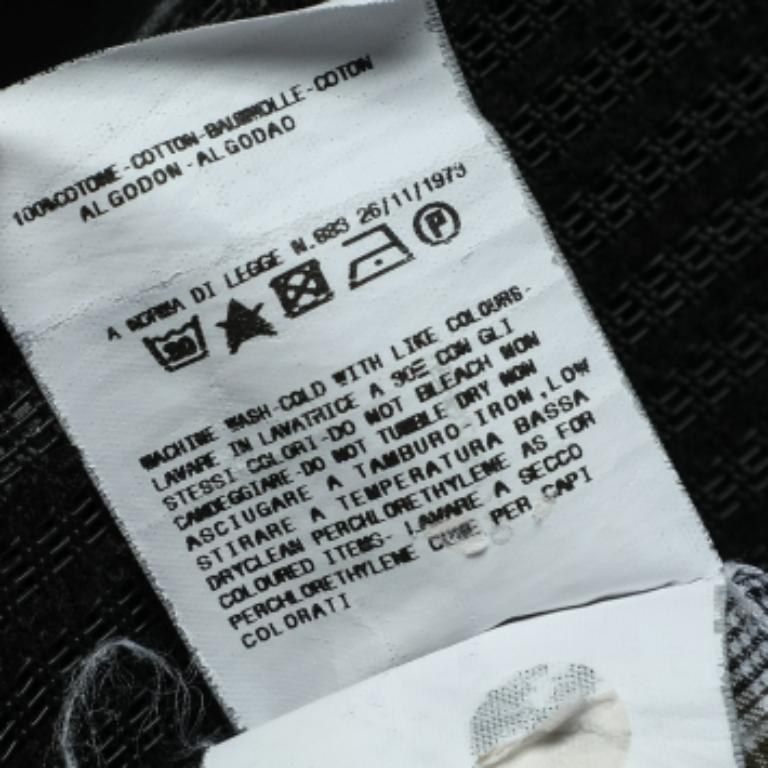 100%COTONE-COTTON-BAUMWOLLE-COTON
ALGODON-ALGODAO
A NORMA DI LEGGE N.883 26/11/1973
30
P
MACHINE WASH-COLD WITH LIKE COLOURS-
LAVARE IN LAVATRICE A 30E CON GLI
STESSI COLORI-DO NOT BLEACH NON
CANDEGGIARE-DO NOT TUMBLE DRY NON
ASCIUGARE A TAMBURO-IRON,LOW
STIRARE A TEMPERATURA BASSA
DRYCLEAN PERCHLORETHYLENE AS FOR
COLOURED ITEMS- LAVARE A SECCO
PERCHLORETHYLENE COME PER CAPI
COLORATI